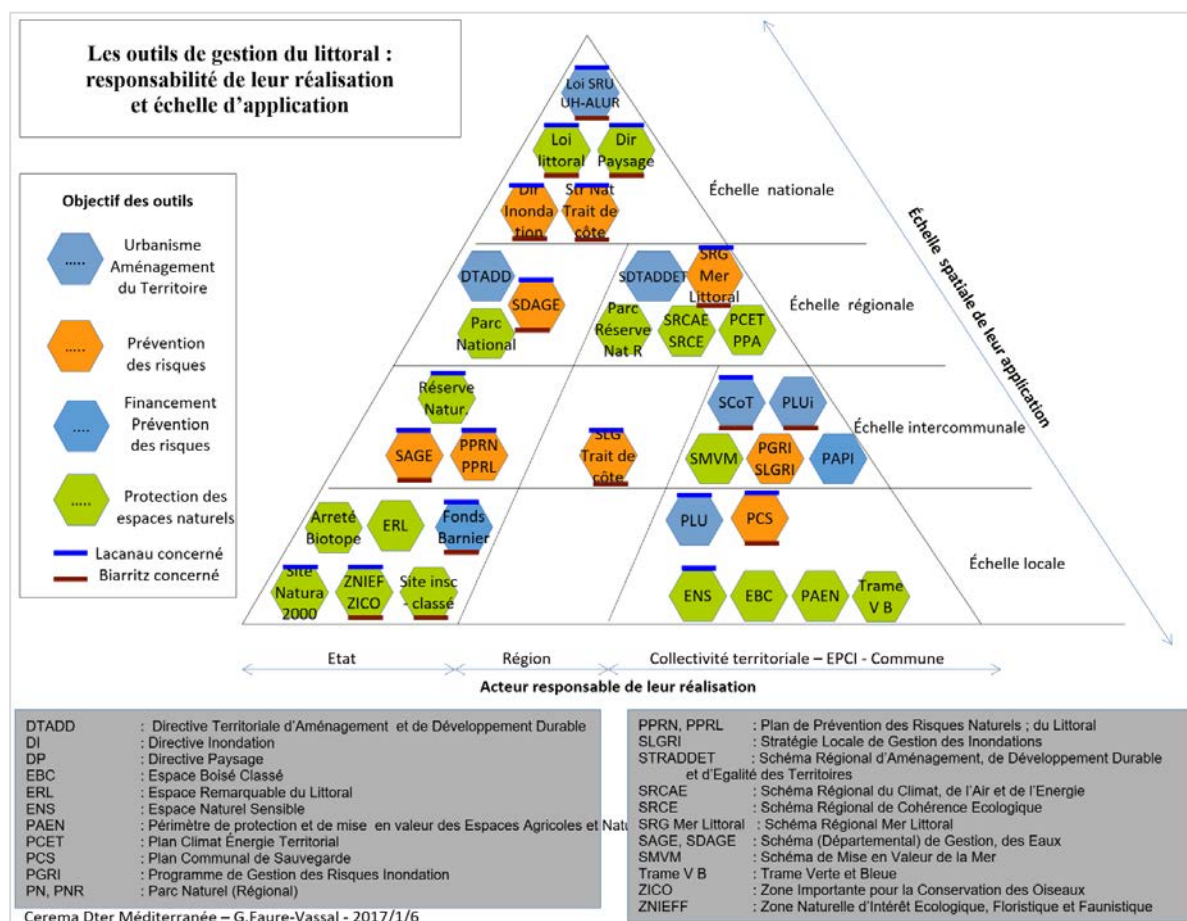 Les outils de gestion du littoral :
responsabilité de leur réalisation
et échelle d'application
Objectif des outils
.....
Urbanisme
Aménagement
du Territoire
.....
Prévention
des risques
....
Financement
Prévention
des risques
.....
Protection des
espaces naturels
Lacanau concerné
Biarritz concerné
Loi SRU
UH-ALUR
Loi
littoral
Dir
Paysage
Dir
Inonda
tion
Str Nat
Trait de
côte
Échelle nationale
DTADD
SDAGE
Parc
National
SDTADDET
SRG
Mer
Littoral
Parc
Réserve
Nat R
SRCAE
SRCE
PCET
PPA
Échelle régionale
Réserve
Natur.
SAGE
PPRN
PPRL
SLG
Trait de
côte
SCoT
PLUi
SMVM
PGRI
SLGRI
PAPI
Échelle intercommunale
Arreté
Biotope
ERL
Fonds
Barnier
PLU
PCS
Site
Natura
2000
ZNIEF
ZICO
Site insc
- classé
ENS
EBC
PAEN
Trame
V B
Échelle locale
Échelle spatiale de leur application
Etat
Région
Collectivité territoriale – EPCI - Commune
Acteur responsable de leur réalisation
DTADD : Directive Territoriale d'Aménagement et de Développement Durable
DI : Directive Inondation
DP : Directive Paysage
EBC : Espace Boisé Classé
ERL : Espace Remarquable du Littoral
ENS : Espace Naturel Sensible
PAEN : Périmètre de protection et de mise en valeur des Espaces Agricoles et Natu
PCET : Plan Climat Énergie Territorial
PCS : Plan Communal de Sauvegarde
PGRI : Programme de Gestion des Risques Inondation
PN, PNR : Parc Naturel (Régional)
PPRN, PPRL : Plan de Prévention des Risques Naturels ; du Littoral
SLGRI : Stratégie Locale de Gestion des Inondations
STRADDET : Schéma Régional d'Aménagement, de Développement Durable
et d'Egalité des Territoires
SRCAE : Schéma Régional du Climat, de l'Air et de l'Energie
SRCE : Schéma Régional de Cohérence Ecologique
SRG Mer Littoral : Schéma Régional Mer Littoral
SAGE, SDAGE : Schéma (Départemental) de Gestion, des Eaux
SMVM : Schéma de Mise en Valeur de la Mer
Trame V B : Trame Verte et Bleue
ZICO : Zone Importante pour la Conservation des Oiseaux
ZNIEFF : Zone Naturelle d'Intérêt Ecologique, Floristique et Faunistique
Cerema Dter Méditerranée – G.Faure-Vassal - 2017/1/6